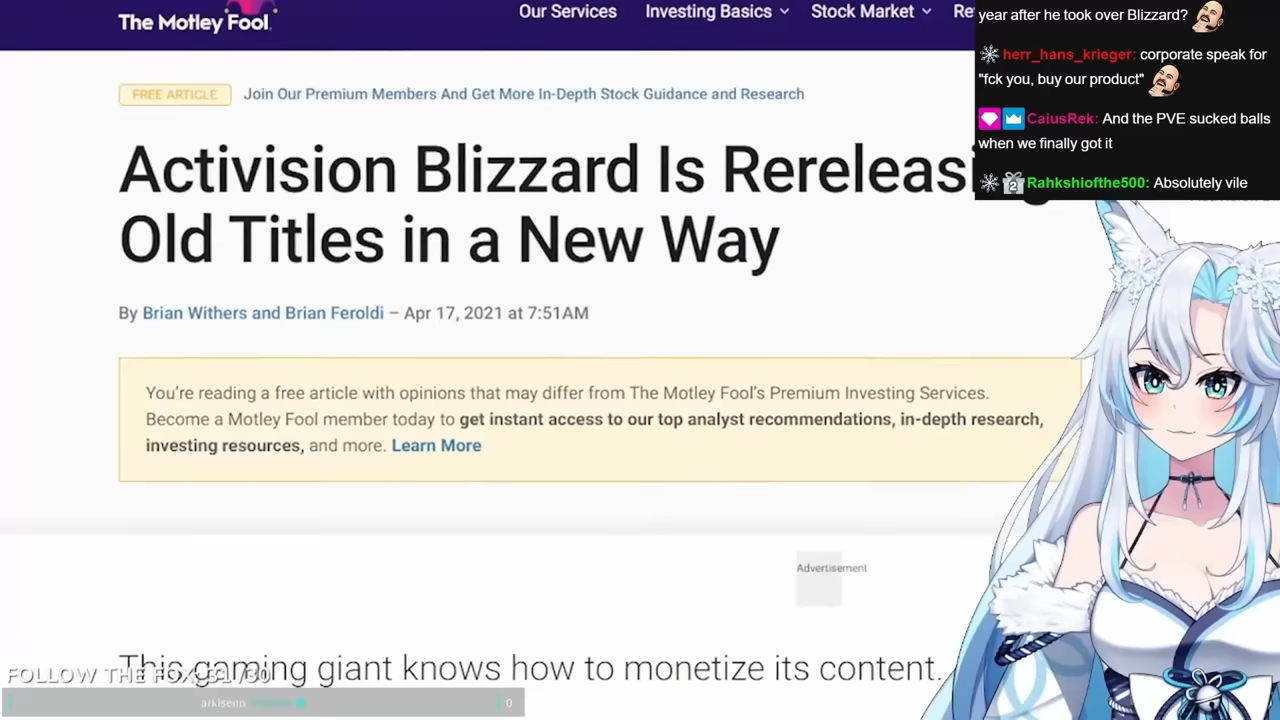 The Motley Fool.
Our Services
Investing Basics
Stock Market
Re
year after he took over Blizzard?
herr_hans_krieger: corporate speak for
"fck you, buy our product"
CaiusRek: And the PVE sucked balls
when we finally got it
2
Rahkshiofthe500: Absolutely vile
FREE ARTICLE
Join Our Premium Members And Get More In-Depth Stock Guidance and Research
Activision Blizzard Is Rereleasi
Old Titles in a New Way
By Brian Withers and Brian Feroldi – Apr 17, 2021 at 7:51AM
You're reading a free article with opinions that may differ from The Motley Fool's Premium Investing Services.
Become a Motley Fool member today to get instant access to our top analyst recommendations, in-depth research,
investing resources, and more. Learn More
Advertisement
This gaming giant knows how to monetize its content.
FOLLOW THE FOX: 31/30
arkisenn
0